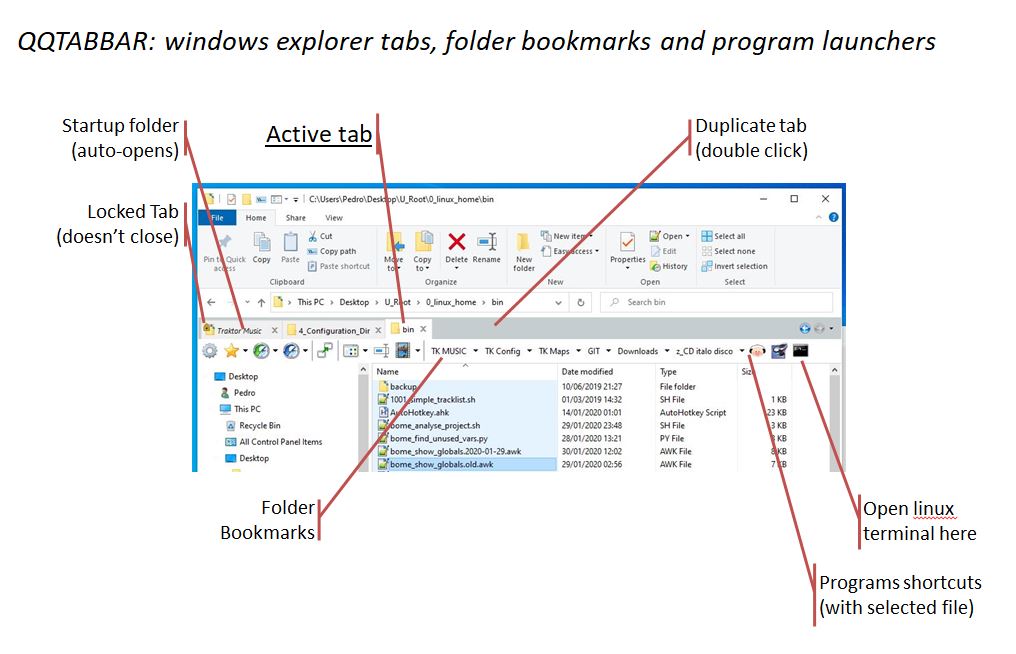 QQTABBAR: windows explorer tabs, folder bookmarks and program launchers
Startup folder
(auto-opens)
Active tab
Duplicate tab
(double click)
Locked Tab
(doesn't close)
C:\Users\Pedro\Desktop\U_Root\0_linux_home\bin
File Home Share View
Pin to Quick
access
Copy
Paste
Cut
Copy path
Paste shortcut
Move
to
Copy
to
Delete
Rename
New
folder
New item
Easy access
Properties
Open
Edit
History
Select all
Select none
Invert selection
Clipboard Organize New Open Select
This PC > Desktop > U_Root > 0_linux_home > bin
Search bin
Traktor Music 4_Configuration_Dir bin
TK MUSIC TK Config TK Maps GIT Downloads z_CD italo disco
Desktop
Pedro
This PC
Recycle Bin
All Control Panel Items
Desktop
Name Date modified Type Size
backup 10/06/2019 21:27 File folder
1001_simple_tracklist.sh 01/03/2019 14:32 SH File 1 KB
AutoHotkey.ahk 14/01/2020 01:01 AutoHotkey Script 23 KB
bome_analyse_project.sh 29/01/2020 23:48 SH File 3 KB
bome_find_unused_vars.py 28/01/2020 13:21 PY File KB
bome_show_globals.2020-01-29.awk 30/01/2020 12:02 AWK File KB
bome_show_globals.old.awk 29/01/2020 02:56 AWK File 7 KB
Folder
Bookmarks
Open linux
terminal here
Programs shortcuts
(with selected file)